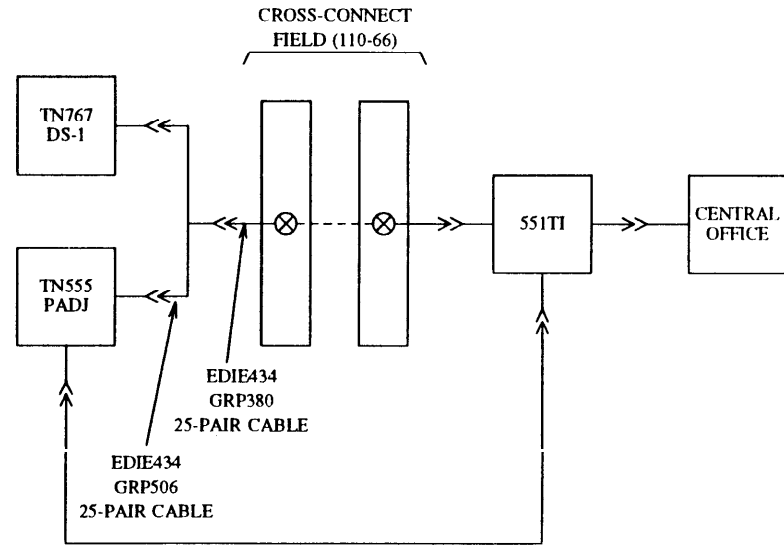 CROSS-CONNECT
FIELD (110-66)
TN767
DS-1
551TI
CENTRAL
OFFICE
TN555
PADJ
EDIE434
GRP380
25-PAIR CABLE
EDIE434
GRP506
25-PAIR CABLE